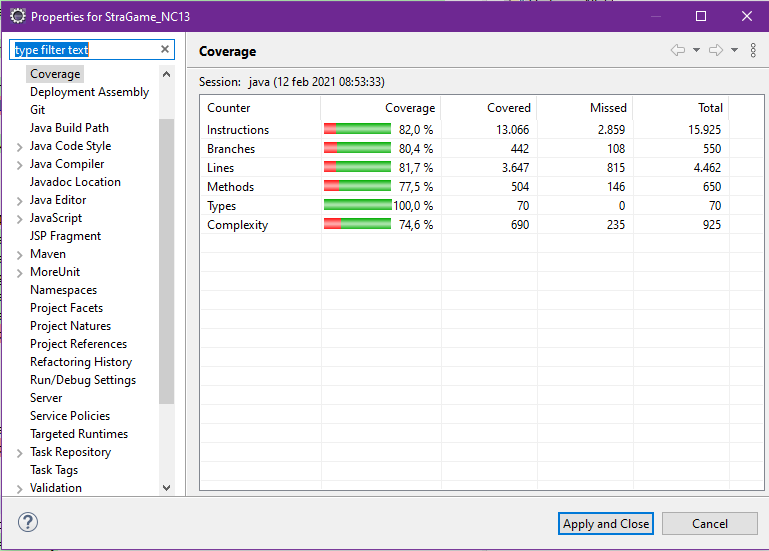 Properties for StraGame_NC13
type filter text
Coverage
Deployment Assembly
Git
Java Build Path
Java Code Style
Java Compiler
Javadoc Location
Java Editor
JavaScript
JSP Fragment
Maven
MoreUnit
Namespaces
Project Facets
Project Natures
Project References
Refactoring History
Run/Debug Settings
Server
Service Policies
Targeted Runtimes
Task Repository
Task Tags
Validation
Coverage
Session: java (12 feb 2021 08:53:33)
Counter Coverage Covered Missed Total
Instructions 82,0 % 13.066 2.859 15.925
Branches 80,4 % 442 108 550
Lines 81,7 % 3.647 815 4.462
Methods 77,5 % 504 146 650
Types 100,0 % 70 0 70
Complexity 74,6 % 690 235 925
Apply and Close Cancel